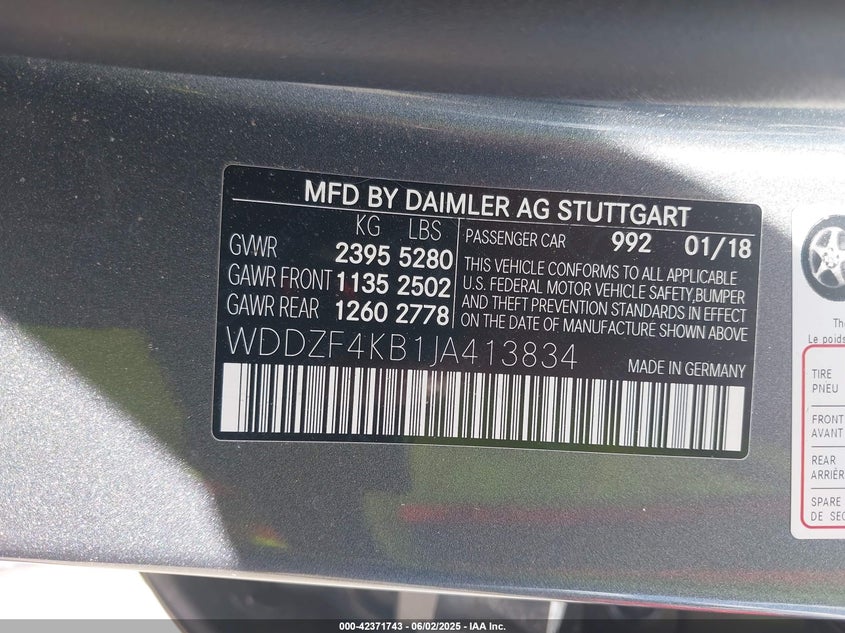 MFD BY DAIMLER AG STUTTGART
KG LBS
GVWR 2395 5280
GAWR FRONT 1135 2502
GAWR REAR 1260 2778
PASSENGER CAR 992 01/18
THIS VEHICLE CONFORMS TO ALL APPLICABLE
U.S. FEDERAL MOTOR VEHICLE SAFETY,BUMPER
AND THEFT PREVENTION STANDARDS IN EFFECT
ON THE DATE OF MANUFACTURE SHOWN ABOVE
WDDZF4KB1JA413834
MADE IN GERMANY
Le poids
TIRE
PNEU
FRONT
AVANT
REAR
ARRIÈR
SPARE
DE SEC
000-42371743 - 06/02/2025 - IAA Inc.